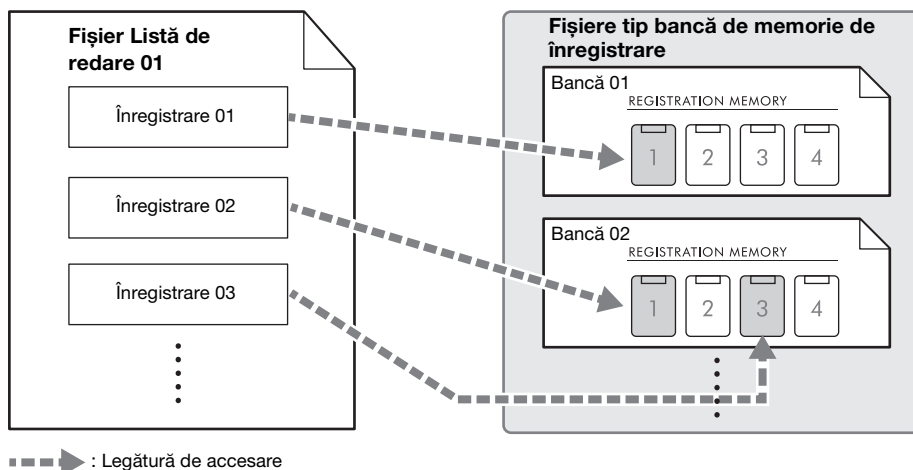 Fișier Listă de
redare 01
Înregistrare 01
Înregistrare 02
Înregistrare 03
Fișiere tip bancă de memorie de
înregistrare
Bancă 01
REGISTRATION MEMORY
1 2 3 4
Bancă 02
REGISTRATION MEMORY
1 2 3 4
: Legătură de accesare